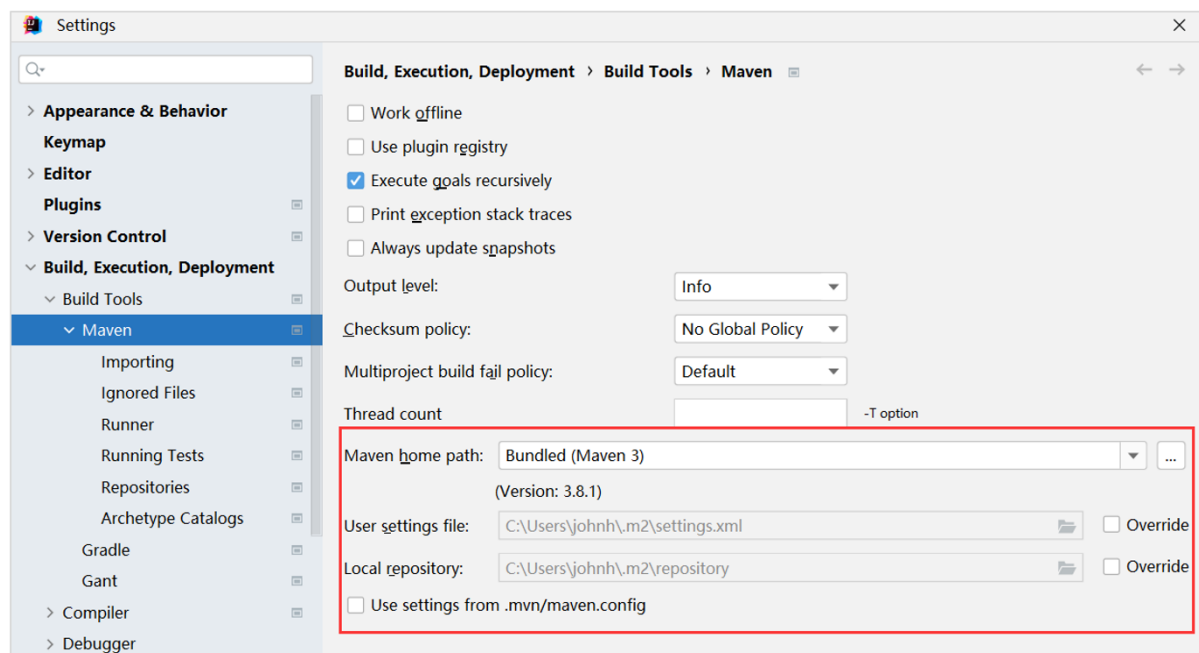 Settings
Build, Execution, Deployment › Build Tools › Maven
Appearance & Behavior
Keymap
Editor
Plugins
Version Control
Build, Execution, Deployment
Build Tools
Maven
Importing
Ignored Files
Runner
Running Tests
Repositories
Archetype Catalogs
Gradle
Gant
Compiler
Debugger
Work offline
Use plugin registry
Execute goals recursively
Print exception stack traces
Always update snapshots
Output level: Info
Checksum policy: No Global Policy
Multiproject build fail policy: Default
Thread count -T option
Maven home path: Bundled (Maven 3) ...
(Version: 3.8.1)
User settings file: C:\Users\johnh\.m2\settings.xml Override
Local repository: C:\Users\johnh\.m2\repository Override
Use settings from .mvn/maven.config